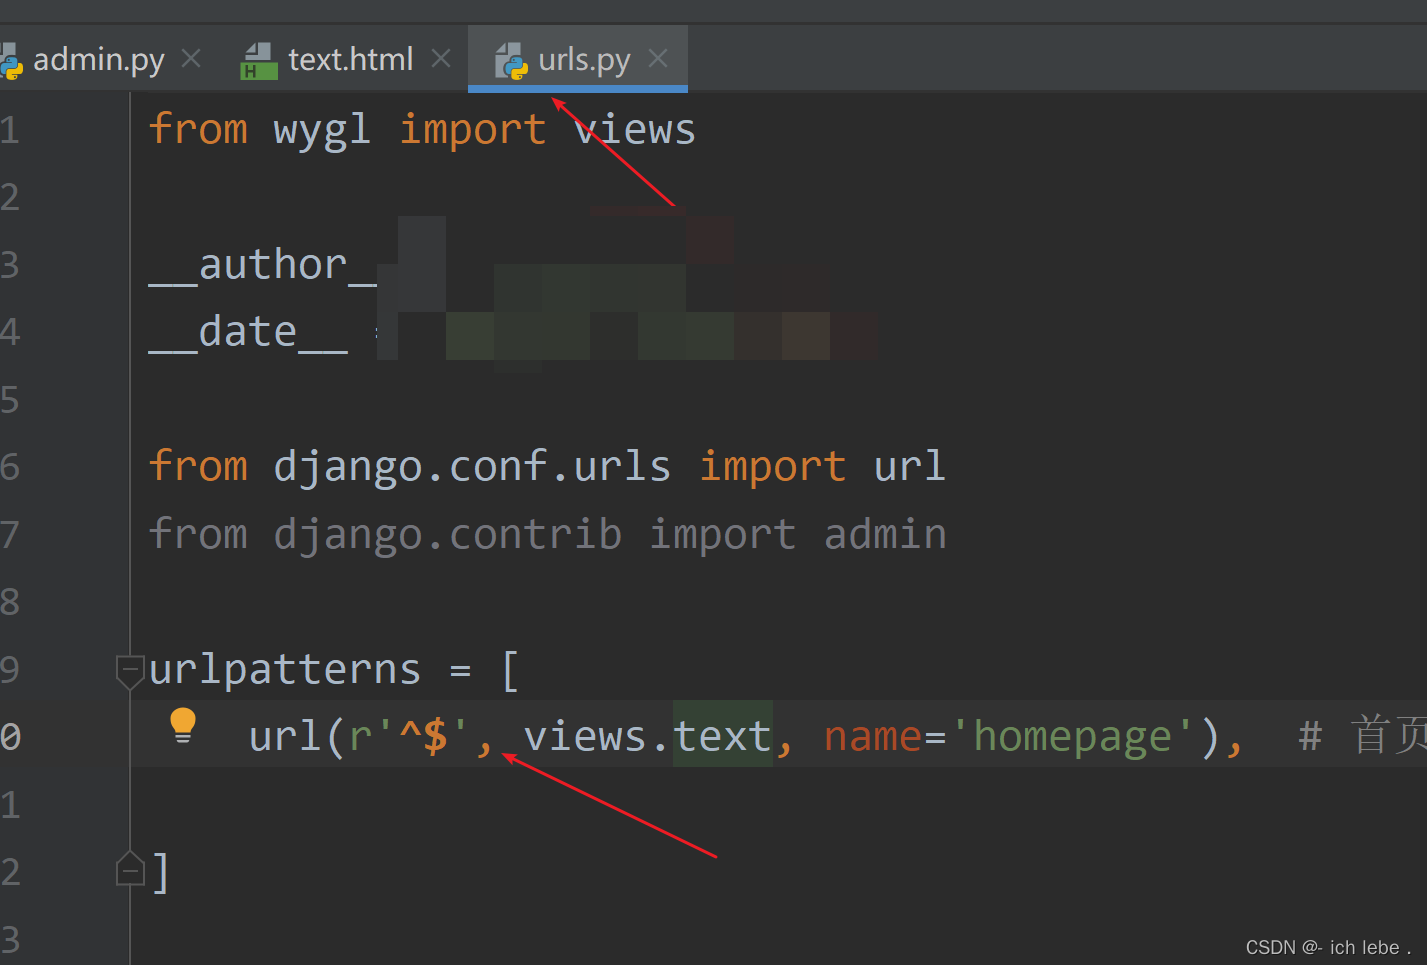 admin.py text.html urls.py
1 from wygl import views
2
3 __author__
4 __date__ =
5
6 from django.conf.urls import url
7 from django.contrib import admin
8
9 urlpatterns = [
0 url(r'^$', views.text, name='homepage'), # 首页
1
2 ]
3
CSDN @- ich lebe .